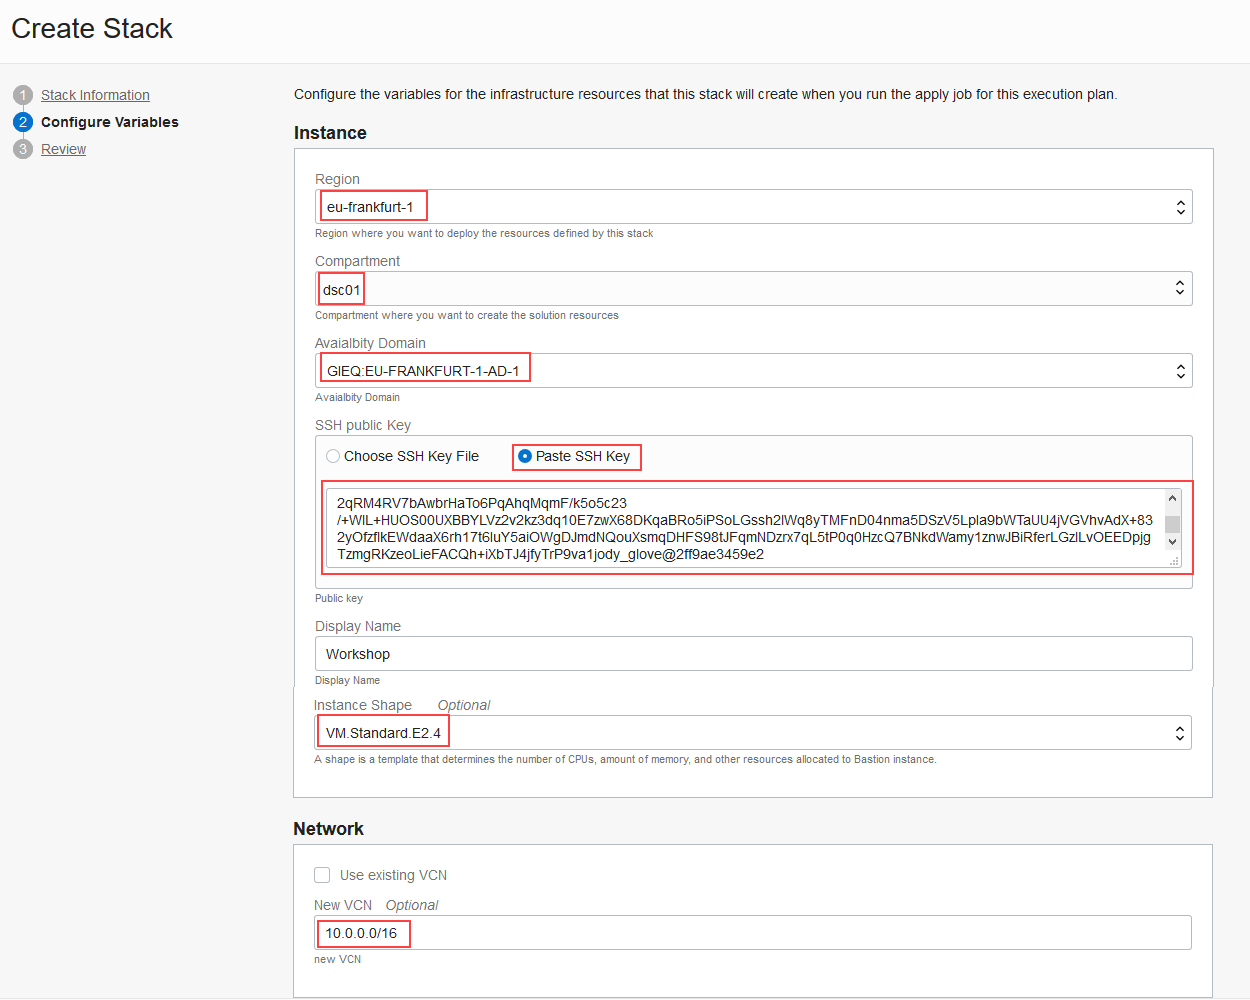 Create Stack
1 Stack Information
2 Configure Variables
3 Review
Configure the variables for the infrastructure resources that this stack will create when you run the apply job for this execution plan.
Instance
Region
eu-frankfurt-1
Region where you want to deploy the resources defined by this stack
Compartment
dsc01
Compartment where you want to create the solution resources
Avaialbity Domain
GIEQ:EU-FRANKFURT-1-AD-1
Avaialbity Domain
SSH public Key
Choose SSH Key File Paste SSH Key
2qRM4RV7bAwbrHaTo6PqAhqMqmF/k5o5c23
/+WIL+HUOS00UXBBYLVz2v2kz3dq10E7zwX68DKqaBRo5iPSoLGssh2lWq8yTMFnD04nma5DSzV5Lpla9bWTaUU4jVGVhvAdX+83
2yOfzflkEWdaaX6rh17t6luY5aiOWgDJmdNQouXsmqDHFS98tJFqmNDzrx7qL5tP0q0HzcQ7BNkdWamy1znwJBiRferLGzlLvOEEDpjg
TzmgRKzeoLieFACQh+iXbTJ4jfyTrP9va1jody_glove@2ff9ae3459e2
Public key
Display Name
Workshop
Display Name
Instance Shape Optional
VM.Standard.E2.4
A shape is a template that determines the number of CPUs, amount of memory, and other resources allocated to Bastion instance.
Network
Use existing VCN
New VCN Optional
10.0.0.0/16
new VCN